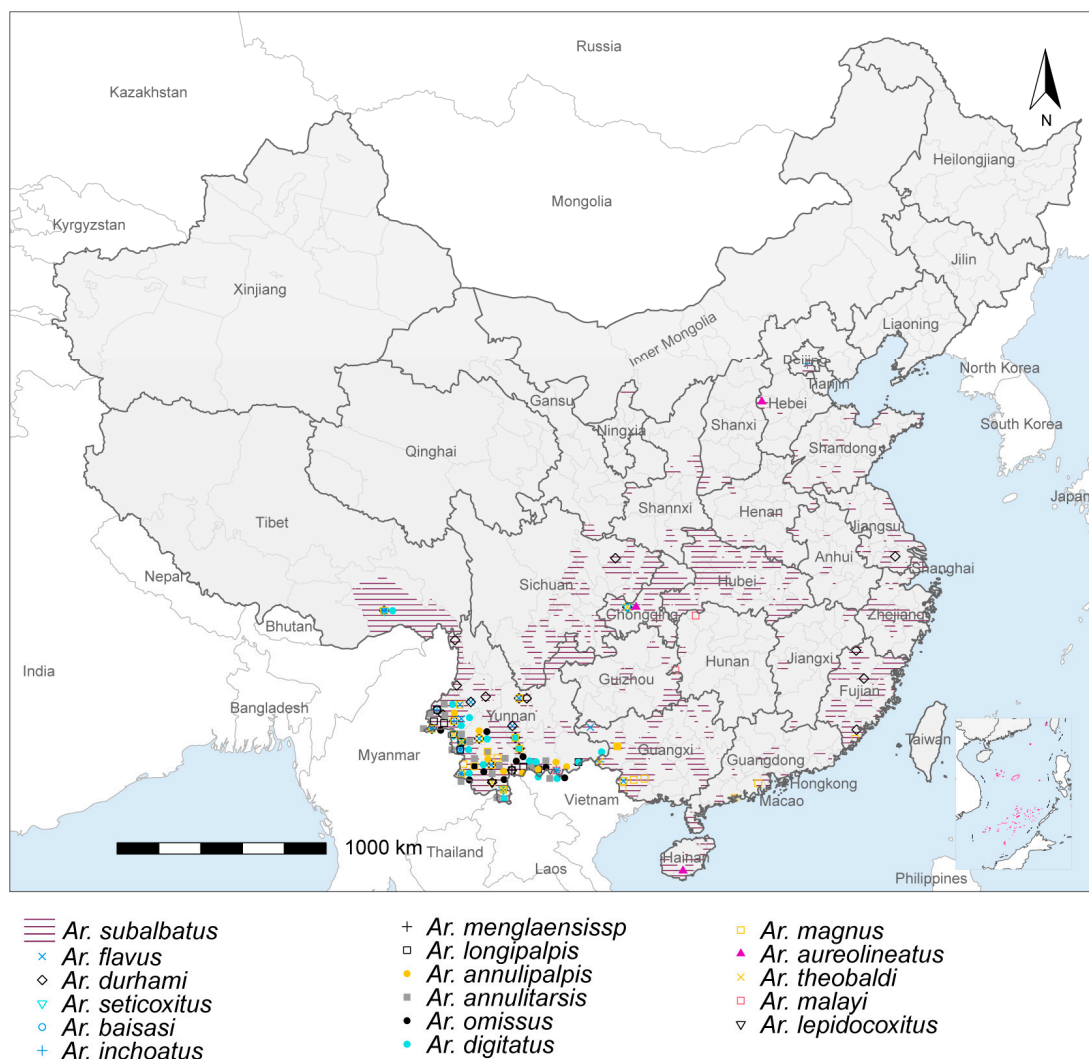 Russia
Kazakhstan
N
Heilongjiang
Mongolia
Kyrgyzstan
Jilin
Xinjiang
Liaoning
Inner Mongolia
Beijing
North Korea
Tianjin
Gansu
Hebei
Shanxi
South Korea
Ningxia
Qinghai
Shandong
Japan
Shannxi
Henan
Jiangsu
Tibet
Anhui
Shanghai
Nepal
Sichuan
Hubei
Chongqing
Zhejiang
Bhutan
India
Hunan
Jiangxi
Guizhou
Fujian
Bangladesh
Yunnan
Taiwan
Guangxi
Myanmar
Guangdong
Hongkong
Macao
Vietnam
1000 km
Thailand
Hainan
Laos
Philippines
Ar. subalbatus
Ar. flavus
Ar. durhami
Ar. seticoxitus
Ar. baisasi
Ar. inchoatus
Ar. menglaensissp
Ar. longipalpis
Ar. annulipalpis
Ar. annulitarsis
Ar. omissus
Ar. digitatus
Ar. magnus
Ar. aureolineatus
Ar. theobaldi
Ar. malayi
Ar. lepidocoxitus